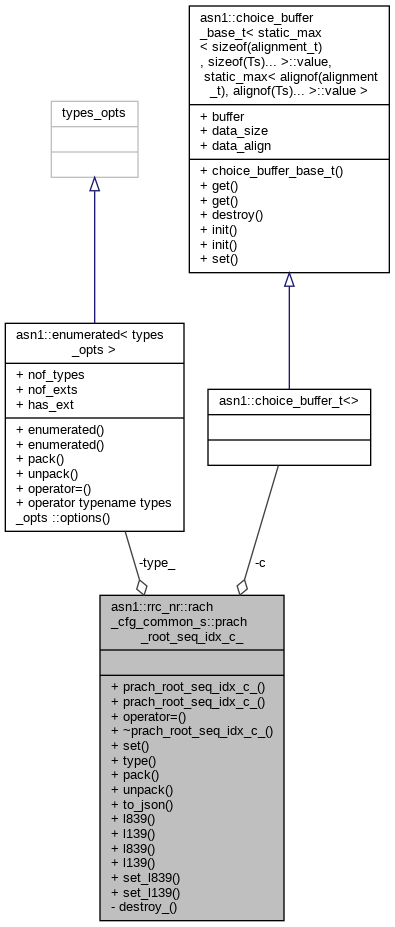 asn1::choice_buffer
_base_t< static_max
< sizeof(alignment_t)
, sizeof(Ts)... >::value,
static_max< alignof(alignment
_t), alignof(Ts)... >::value >
+ buffer
+ data_size
+ data_align
+ choice_buffer_base_t()
+ get()
+ get()
+ destroy()
+ init()
+ init()
+ set()
types_opts
asn1::enumerated< types
_opts >
+ nof_types
+ nof_exts
+ has_ext
+ enumerated()
+ enumerated()
+ pack()
+ unpack()
+ operator=()
+ operator typename types
_opts ::options()
asn1::choice_buffer_t<>
-type_
-c
asn1::rrc_nr::rach
_cfg_common_s::prach
_root_seq_idx_c_
+ prach_root_seq_idx_c_()
+ prach_root_seq_idx_c_()
+ operator=()
+ ~prach_root_seq_idx_c_()
+ set()
+ type()
+ pack()
+ unpack()
+ to_json()
+ l839()
+ l139()
+ l839()
+ l139()
+ set_l839()
+ set_l139()
- destroy_()